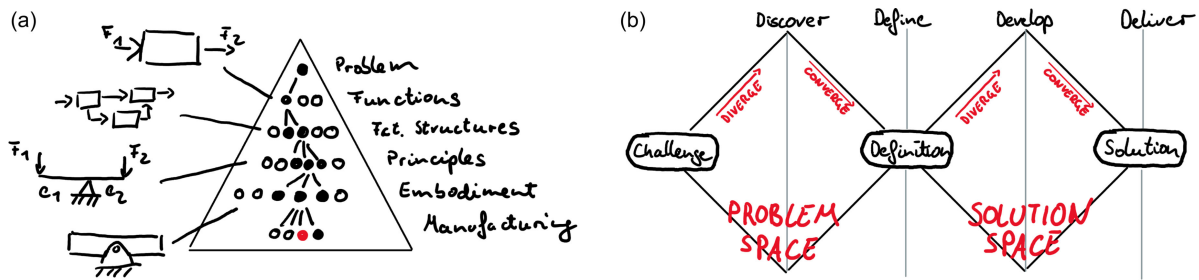 (a)
F1
F2
F1
F2
e1
e2
Problem
Functions
Fct. Structures
Principles
Embodiment
Manufacturing
(b)
Discover
Define
Develop
Deliver
DIVERGE
CONVERGE
DIVERGE
CONVERGE
Challenge
Definition
Solution
PROBLEM
SPACE
SOLUTION
SPACE